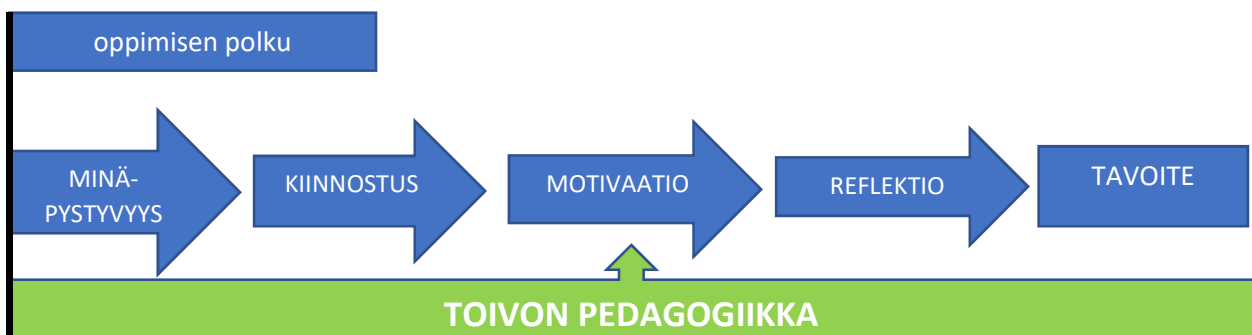 oppimisen polku
MINÄ-
PYSTYVYYS
KIINNOSTUS
MOTIVAATIO
REFLEKTIO
TAVOITE
TOIVON PEDAGOGIIKKA